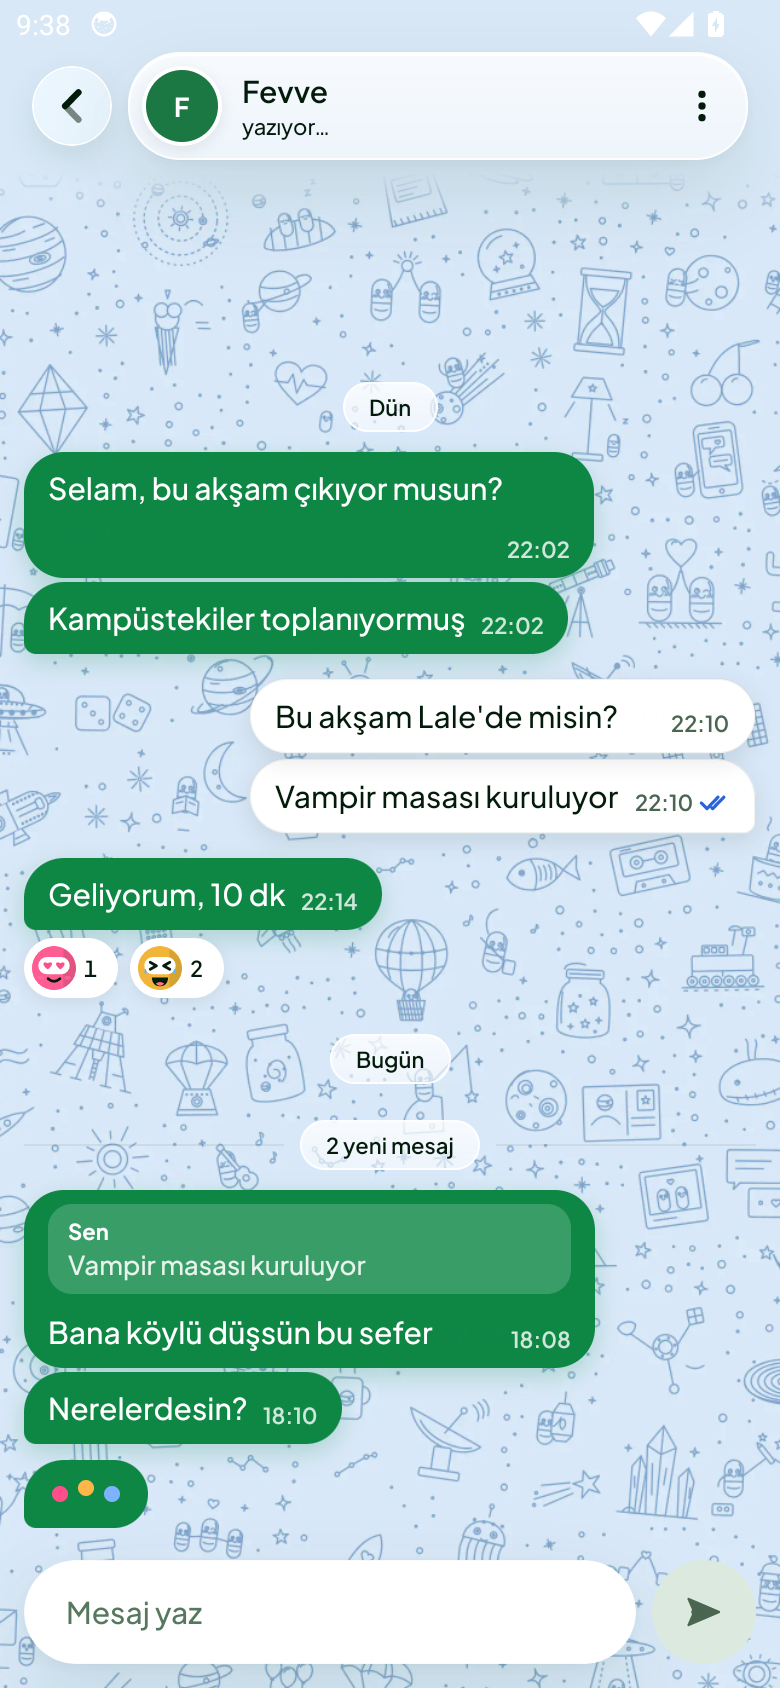 9:38
F
Fevve
yazıyor...
Dün
Selam, bu akşam çıkıyor musun?
22:02
Kampüstekiler toplanıyormuş 22:02
Bu akşam Lale'de misin? 22:10
Vampir masası kuruluyor 22:10
Geliyorum, 10 dk 22:14
1 2
Bugün
2 yeni mesaj
Sen
Vampir masası kuruluyor
Bana köylü düşsün bu sefer 18:08
Nerelerdesin? 18:10
Mesaj yaz